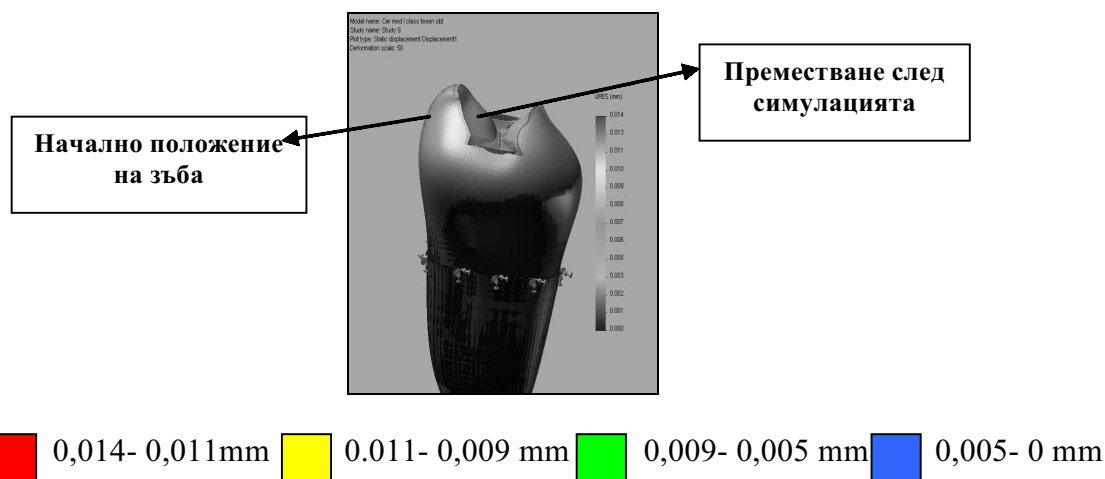 Model name: Car med I class tesen obt
Study name: Study 9
Plot type: Static displacement Displacement1
Deformation scale: 50
Преместване след
симулацията
Начално положение
на зъба
URES (mm)
0.014
0.013
0.011
0.010
0.009
0.008
0.007
0.006
0.005
0.003
0.002
0.001
0.000
0,014- 0,011mm 0.011- 0,009 mm 0,009- 0,005 mm 0,005- 0 mm